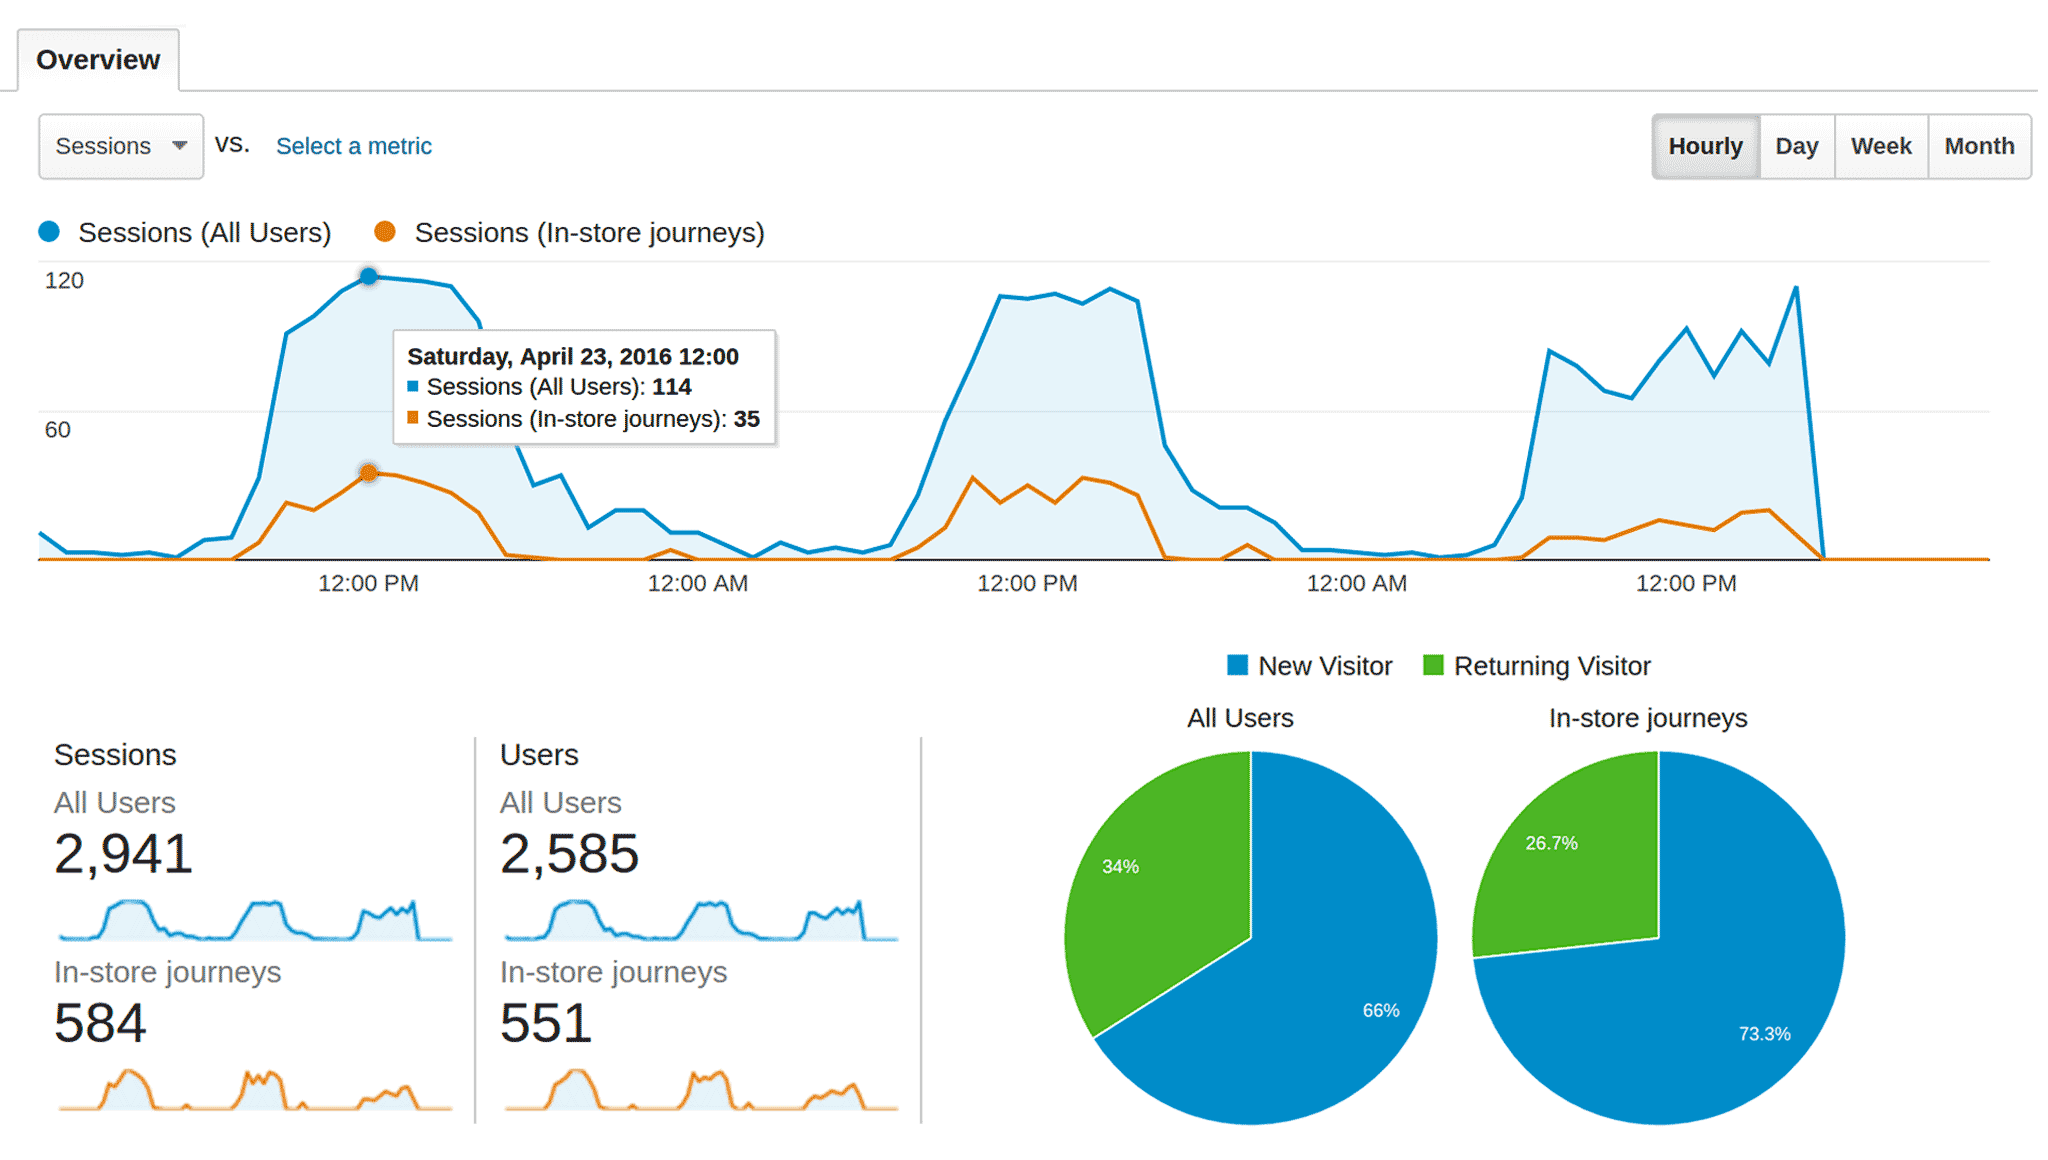 Overview
Sessions vs. Select a metric
Hourly Day Week Month
Sessions (All Users) Sessions (In-store journeys)
120
Saturday, April 23, 2016 12:00
Sessions (All Users): 114
Sessions (In-store journeys): 35
60
12:00 PM 12:00 AM 12:00 PM 12:00 AM 12:00 PM
New Visitor Returning Visitor
All Users In-store journeys
34%
66%
26.7%
73.3%
Sessions
All Users
2,941
In-store journeys
584
Users
All Users
2,585
In-store journeys
551